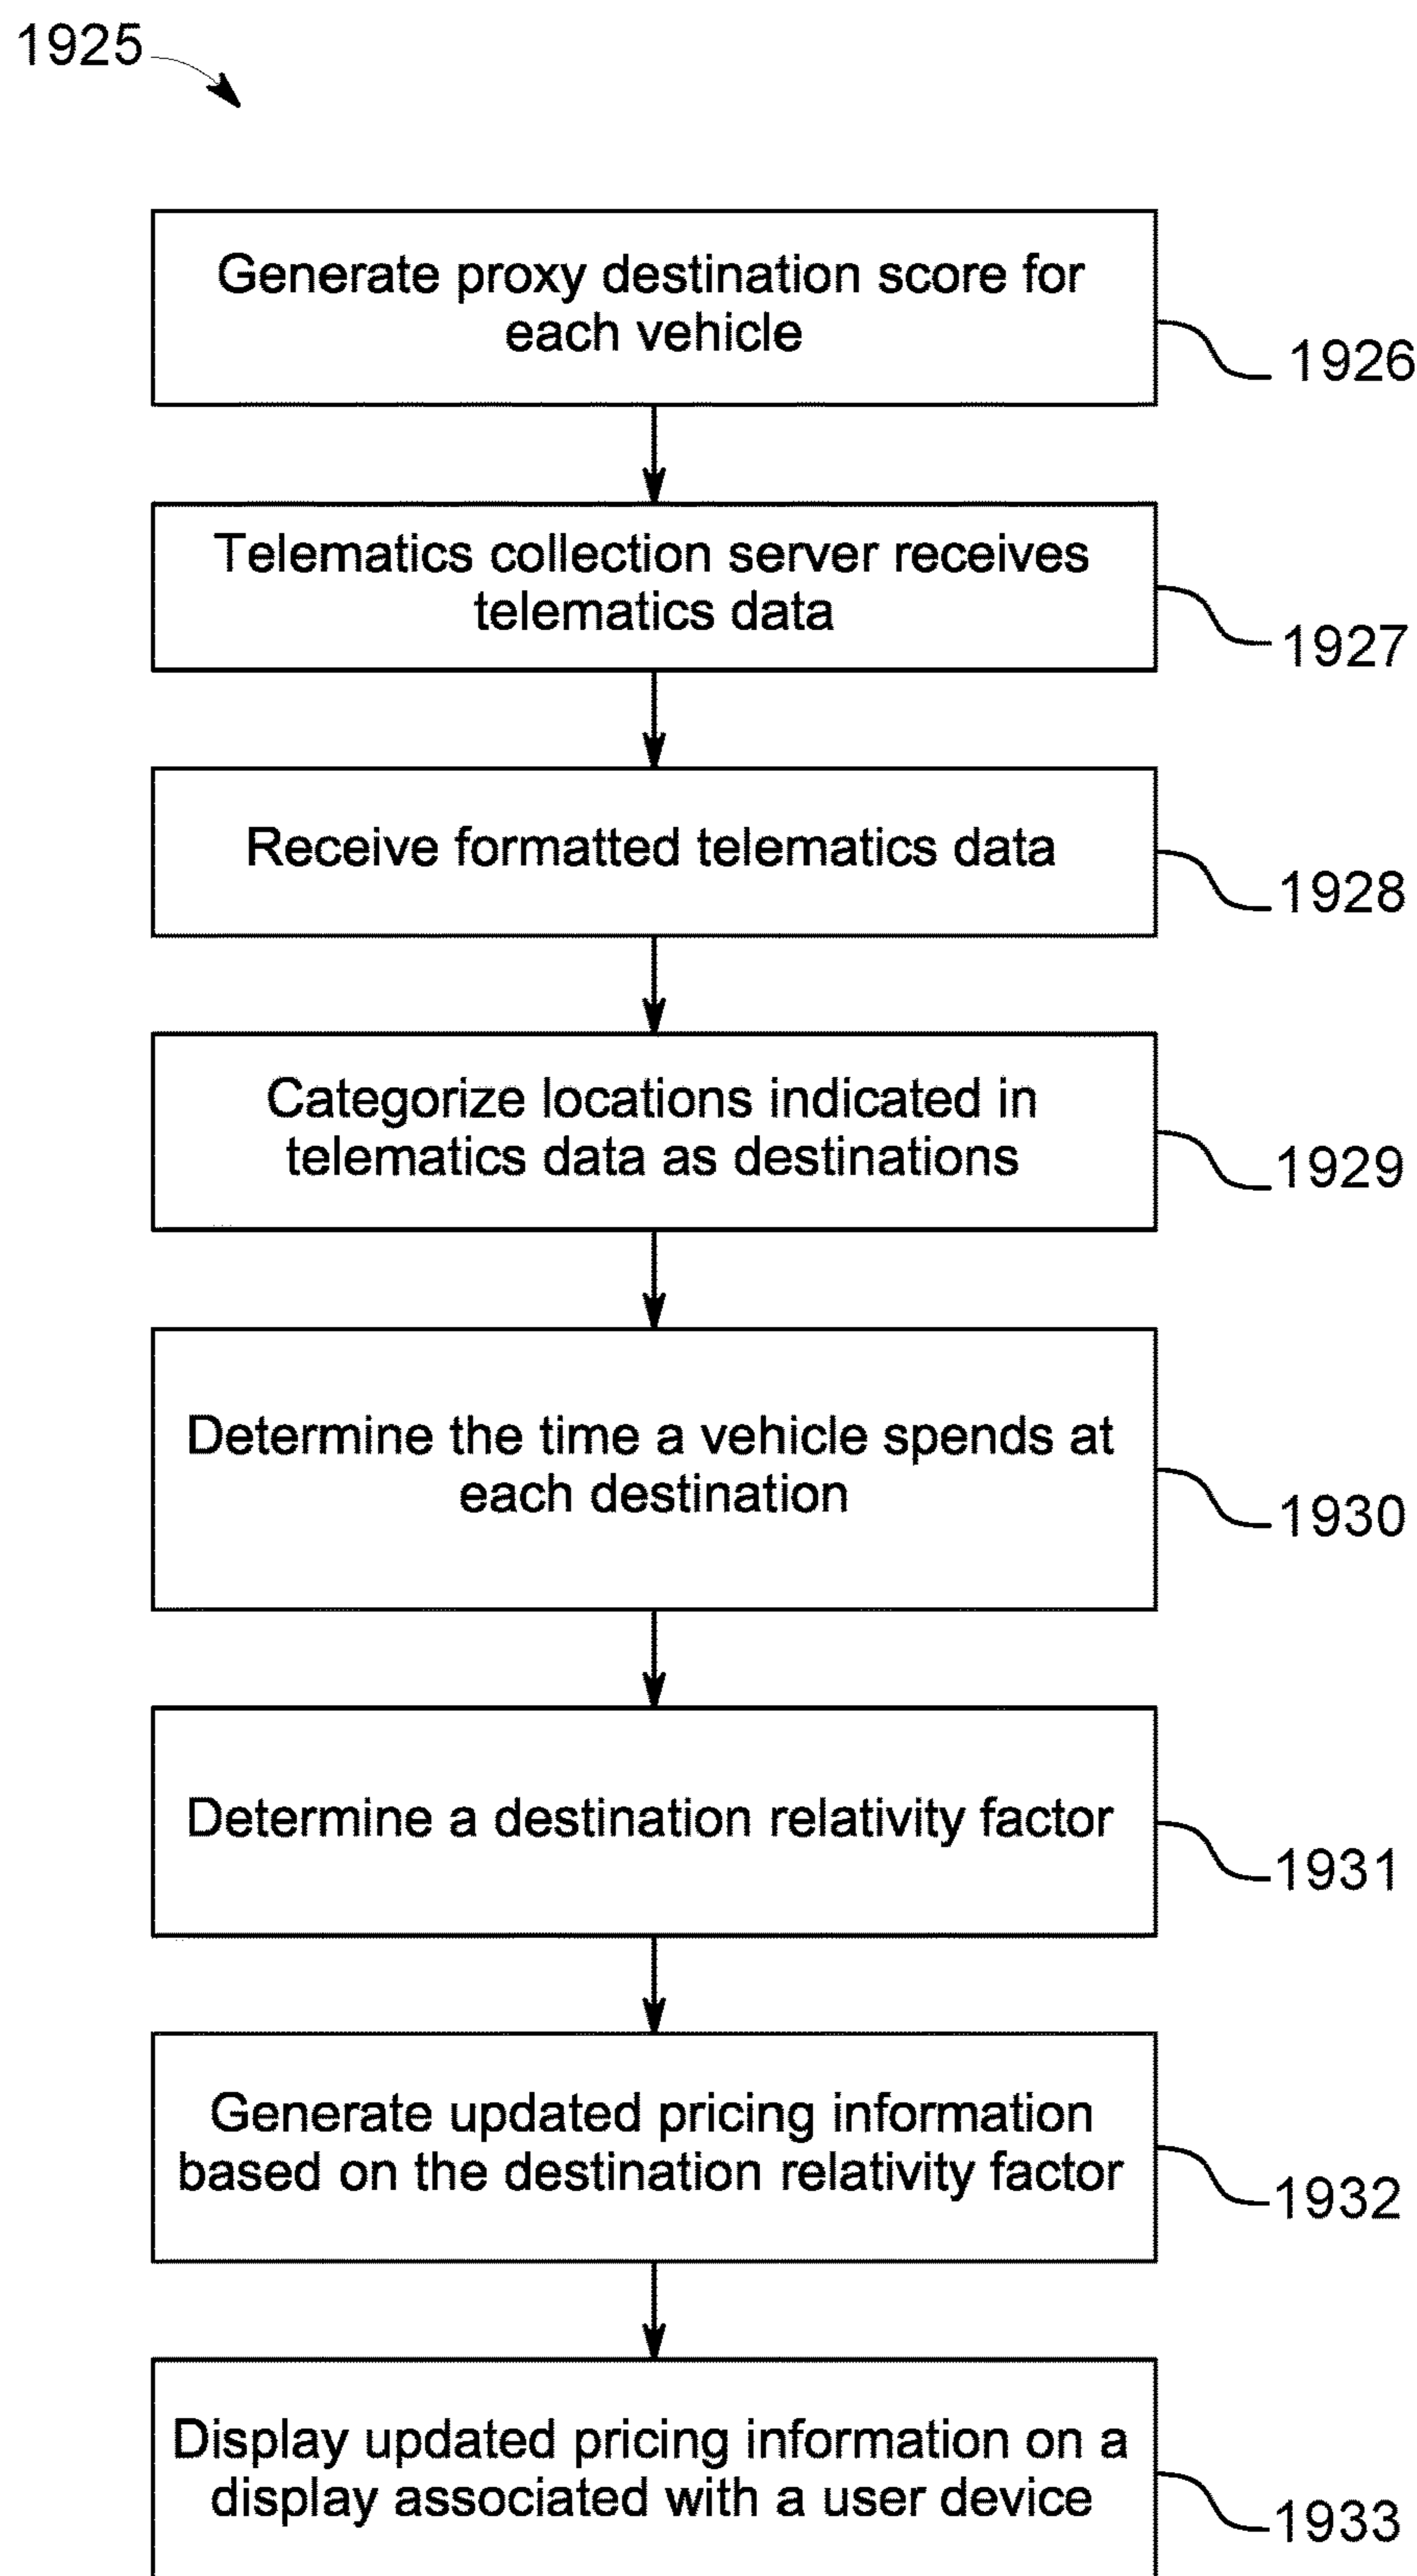 1925
Generate proxy destination score for
each vehicle
1926
Telematics collection server receives
telematics data
1927
Receive formatted telematics data
1928
Categorize locations indicated in
telematics data as destinations
1929
Determine the time a vehicle spends at
each destination
1930
Determine a destination relativity factor
1931
Generate updated pricing information
based on the destination relativity factor
1932
Display updated pricing information on a
display associated with a user device
1933